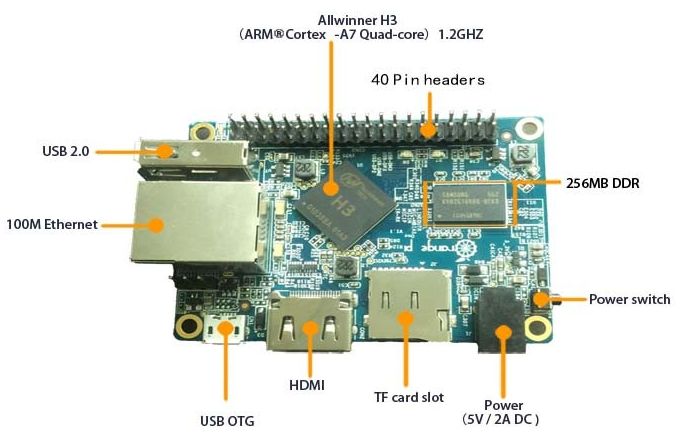 Allwinner H3
（ARM®Cortex -A7 Quad-core）1.2GHZ
40 Pin headers
USB 2.0
256MB DDR
100M Ethernet
H3
range
Power switch
HDMI
TF card slot
Power
（5V / 2A DC）
USB OTG